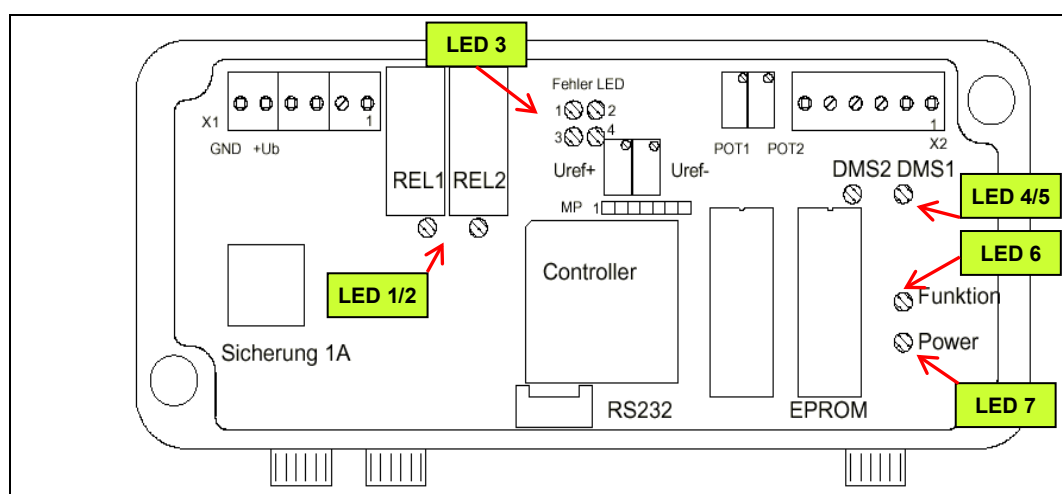 LED 3
Fehler LED
1 2
3 4
X1
1
GND +Ub
REL1 REL2
Uref+ Uref-
MP 1
POT1 POT2
1
X2
DMS2 DMS1
LED 4/5
LED 6
LED 1/2
Controller
Funktion
Sicherung 1A
Power
LED 7
RS232
EPROM